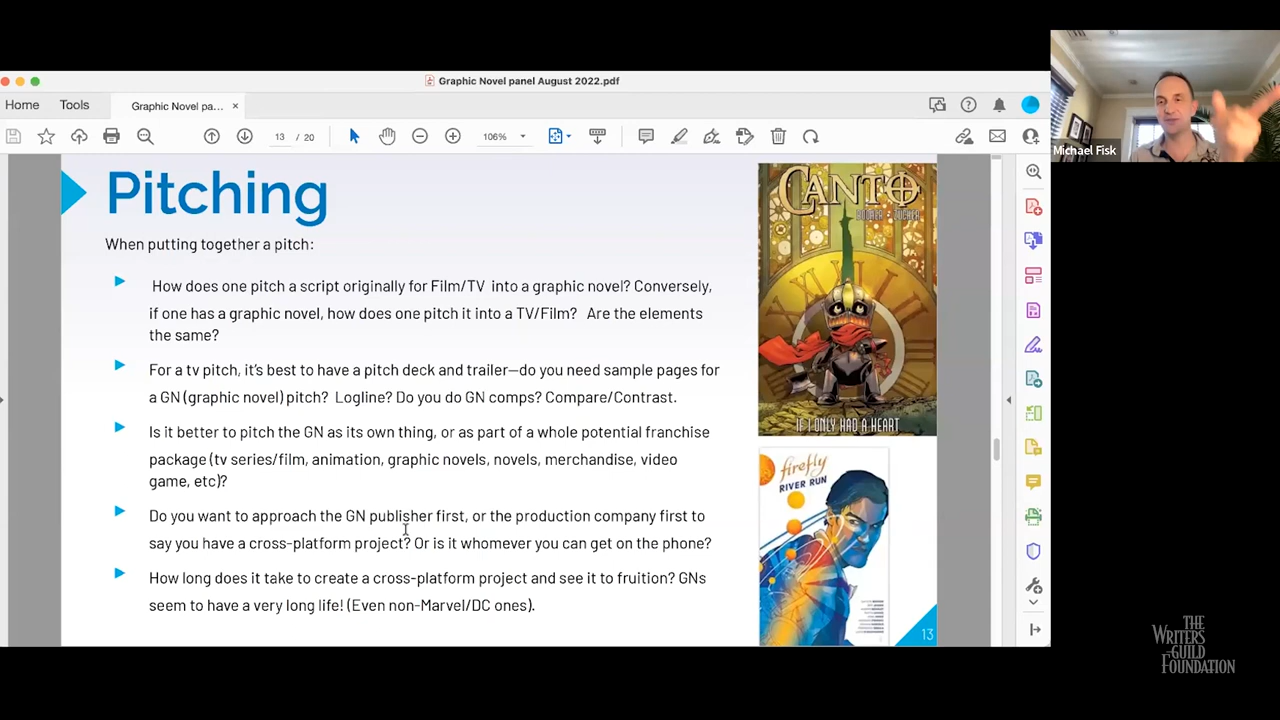 Graphic Novel panel August 2022.pdf
Home
Tools
Graphic Novel pa... ×
13 / 20
106%
Michael Fisk
Pitching
When putting together a pitch:
How does one pitch a script originally for Film/TV into a graphic novel? Conversely,
if one has a graphic novel, how does one pitch it into a TV/Film? Are the elements
the same?
For a tv pitch, it's best to have a pitch deck and trailer—do you need sample pages for
a GN (graphic novel) pitch? Logline? Do you do GN comps? Compare/Contrast.
Is it better to pitch the GN as its own thing, or as part of a whole potential franchise
package (tv series/film, animation, graphic novels, novels, merchandise, video
game, etc)?
Do you want to approach the GN publisher first, or the production company first to
say you have a cross-platform project? Or is it whomever you can get on the phone?
How long does it take to create a cross-platform project and see it to fruition? GNs
seem to have a very long life! (Even non-Marvel/DC ones).
CANTO
BOOHER · ZUCKER
IF I ONLY HAD A HEART
firefly
RIVER RUN
13
THE
WRITERS
GUILD
FOUNDATION